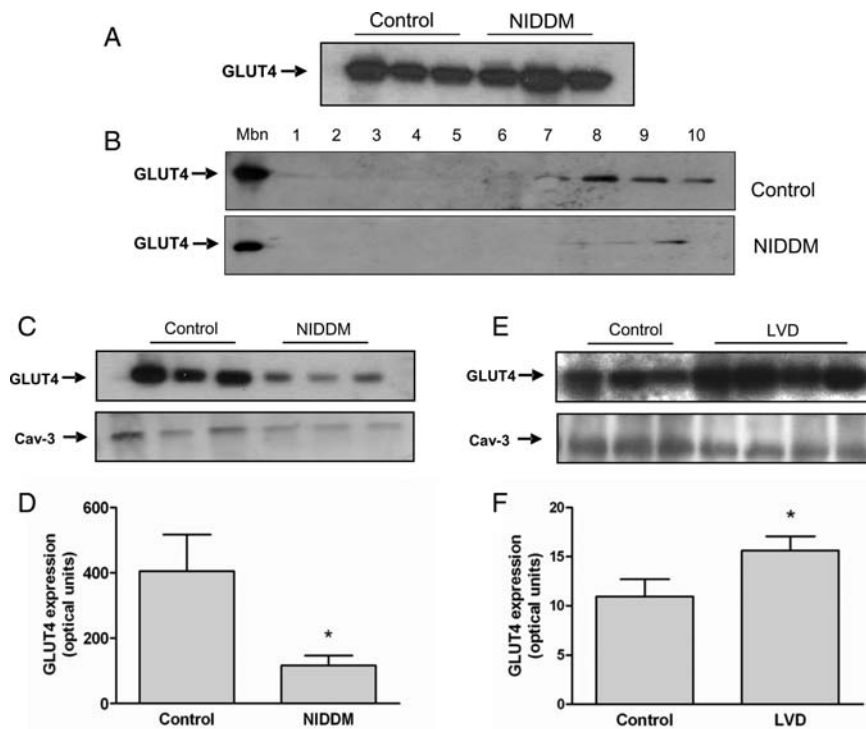 A
Control NIDDM
GLUT4
B
Mbn 1 2 3 4 5 6 7 8 9 10
GLUT4
Control
GLUT4
NIDDM
C
Control NIDDM
GLUT4
Cav-3
E
Control LVD
GLUT4
Cav-3
D
GLUT4 expression
(optical units)
600
400
200
0
*
Control NIDDM
F
GLUT4 expression
(optical units)
20
15
10
5
0
*
Control LVD